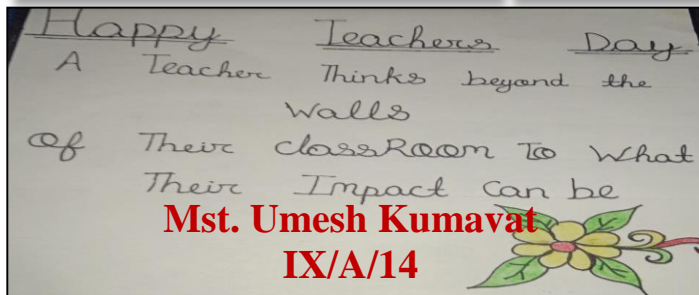 Happy Teachers Day
A Teacher Thinks beyond the
Walls
Of Their classRoom To What
Their Impact can be
Mst. Umesh Kumavat
IX/A/14